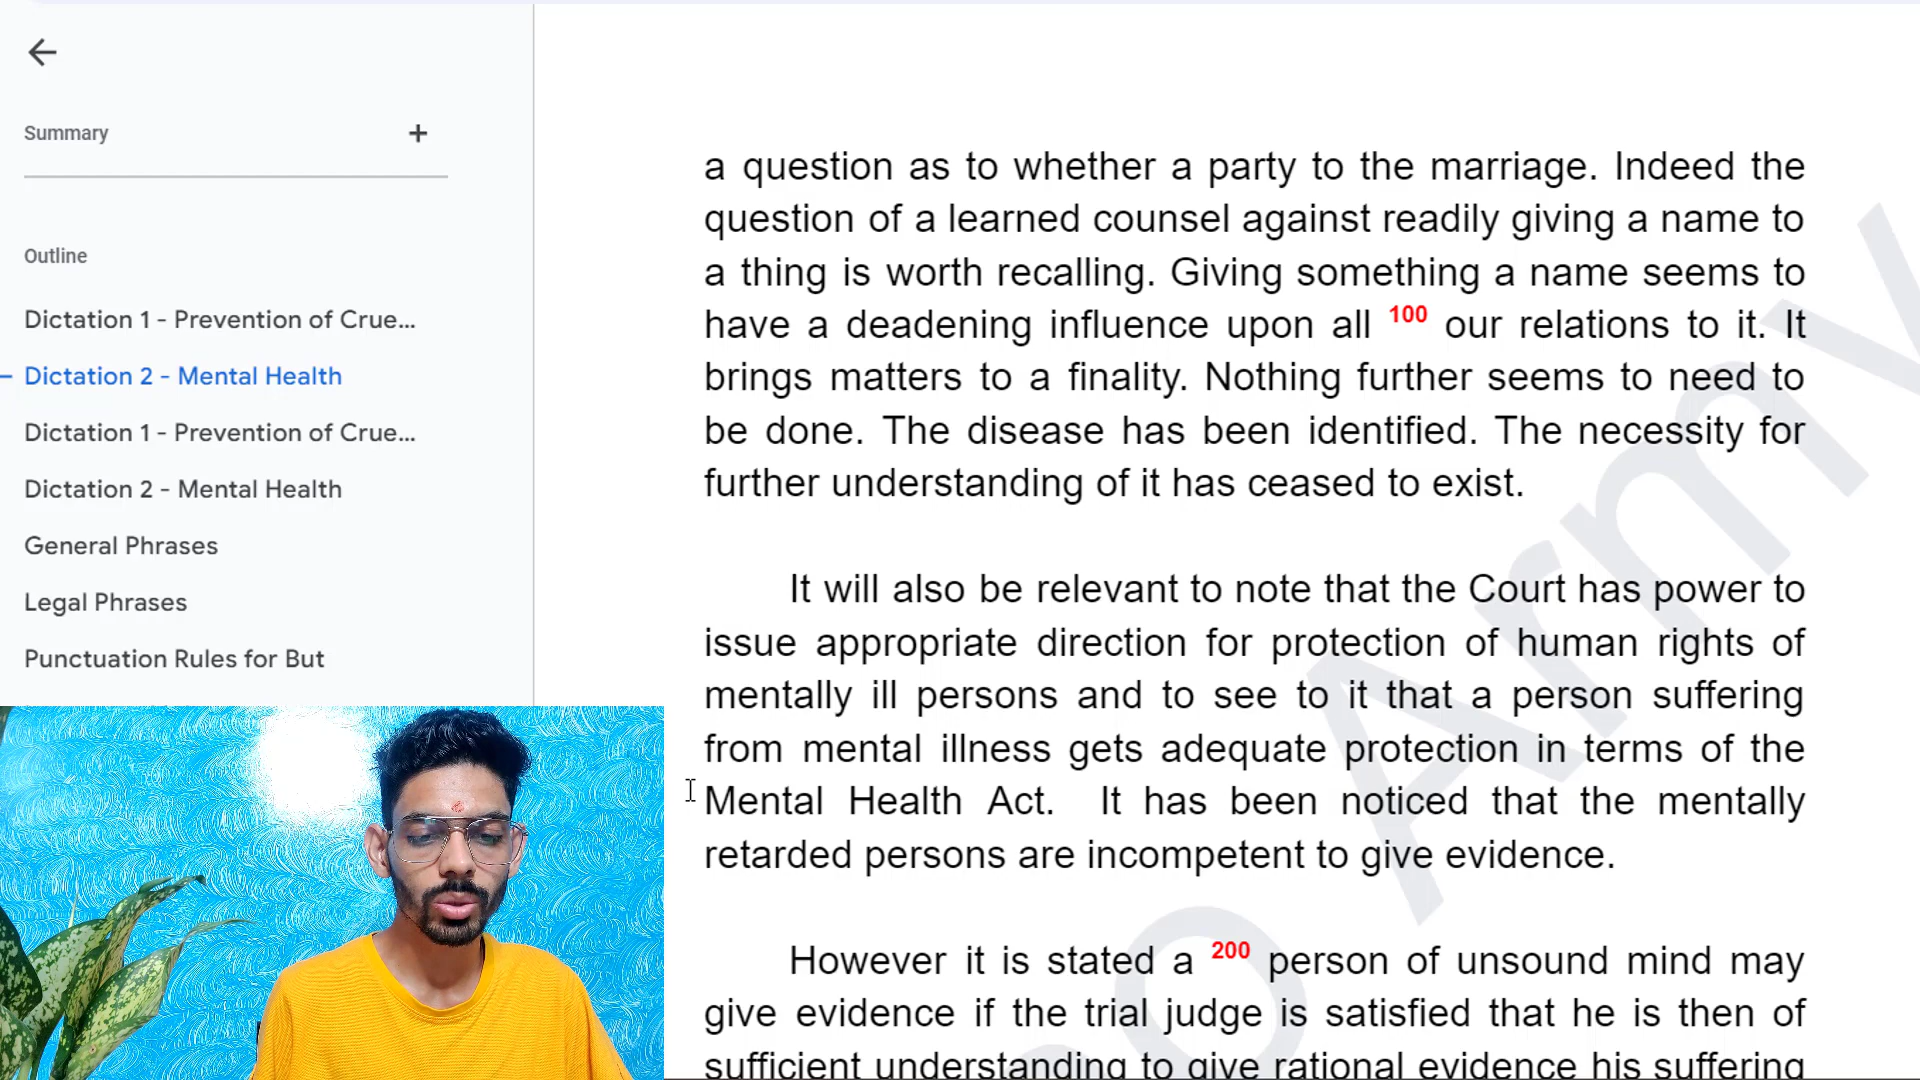 Summary
+
Outline
Dictation 1 - Prevention of Crue...
Dictation 2 - Mental Health
Dictation 1 - Prevention of Crue...
Dictation 2 - Mental Health
General Phrases
Legal Phrases
Punctuation Rules for But
a question as to whether a party to the marriage. Indeed the
question of a learned counsel against readily giving a name to
a thing is worth recalling. Giving something a name seems to
have a deadening influence upon all 100 our relations to it. It
brings matters to a finality. Nothing further seems to need to
be done. The disease has been identified. The necessity for
further understanding of it has ceased to exist.
It will also be relevant to note that the Court has power to
issue appropriate direction for protection of human rights of
mentally ill persons and to see to it that a person suffering
from mental illness gets adequate protection in terms of the
Mental Health Act. It has been noticed that the mentally
retarded persons are incompetent to give evidence.
However it is stated a 200 person of unsound mind may
give evidence if the trial judge is satisfied that he is then of
sufficient understanding to give rational evidence his suffering
Army